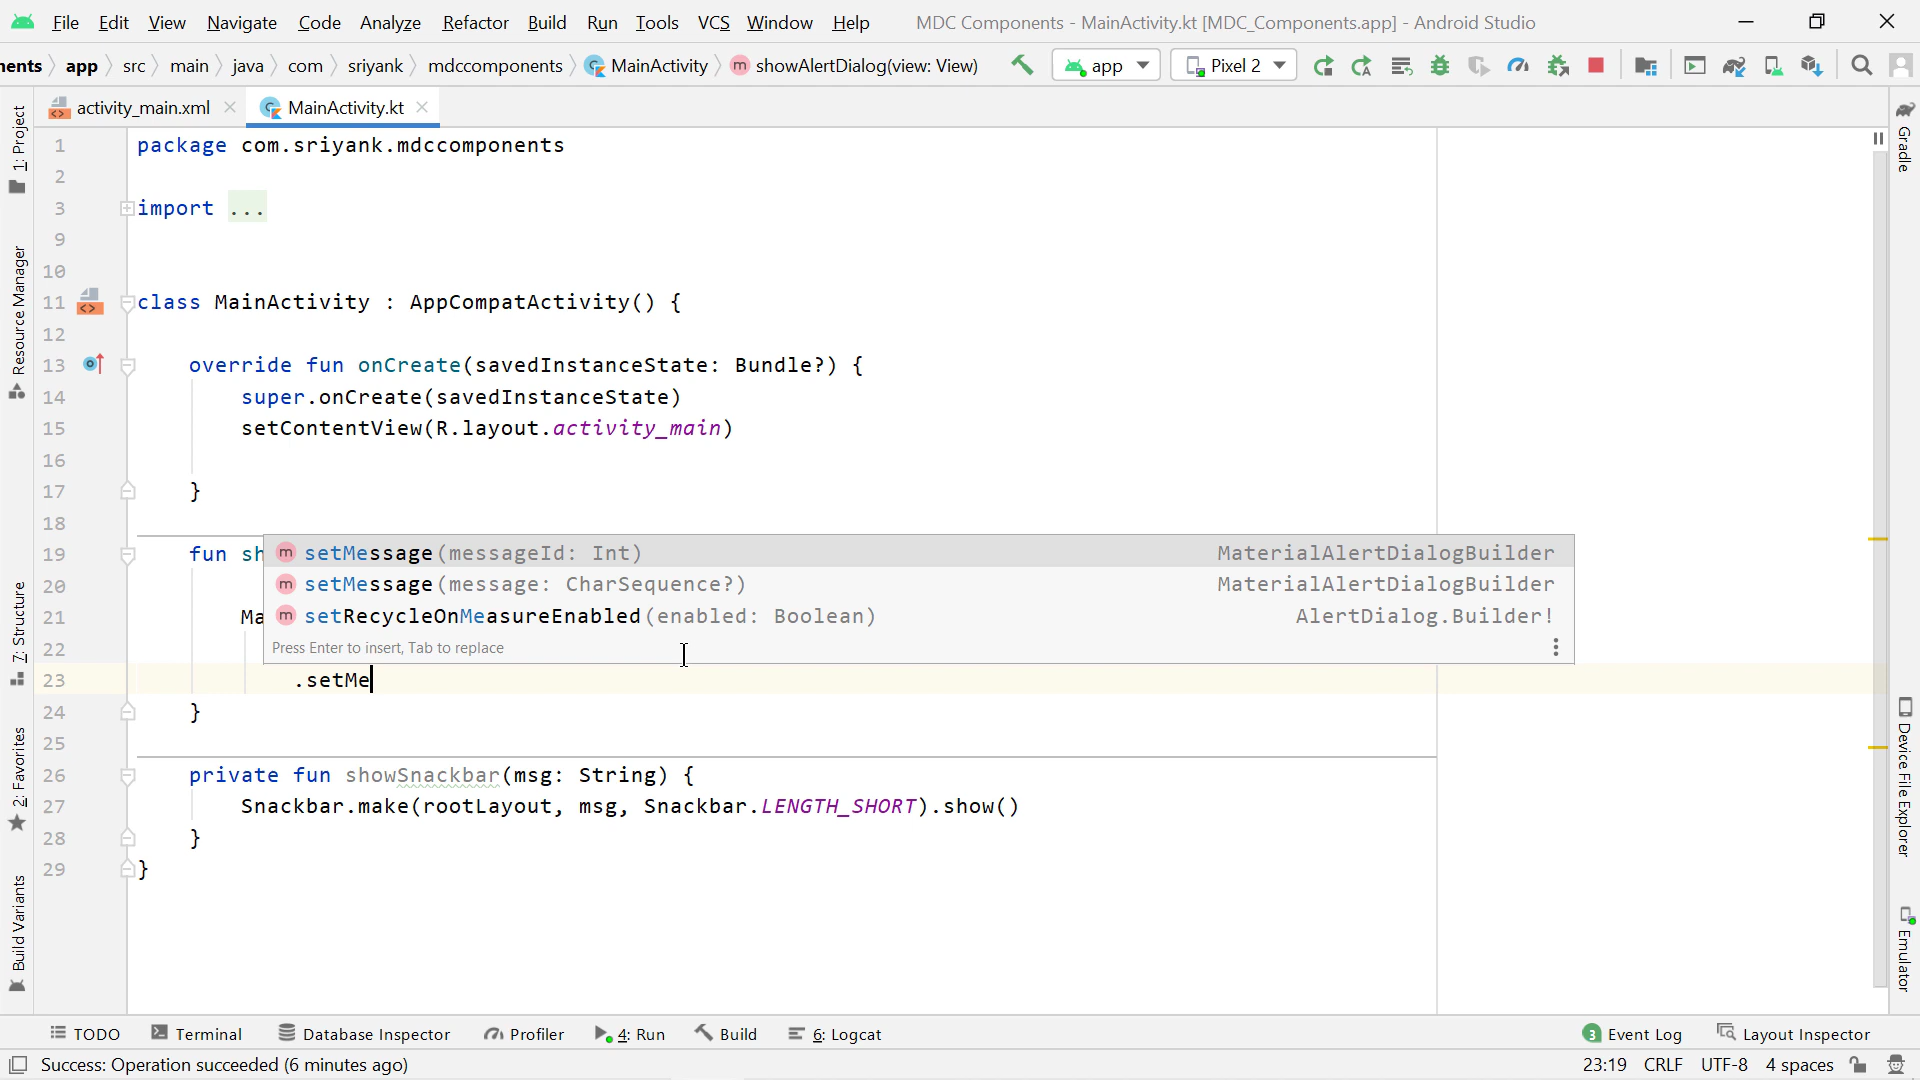 File Edit View Navigate Code Analyze Refactor Build Run Tools VCS Window Help MDC Components - MainActivity.kt [MDC_Components.app] - Android Studio
nents app src main java com sriyank mdccomponents MainActivity showAlertDialog(view: View) app Pixel 2
activity_main.xml MainActivity.kt
1: Project
Resource Manager
7: Structure
2: Favorites
Build Variants
1 package com.sriyank.mdccomponents
2
3 import ...
9
10
11 class MainActivity : AppCompatActivity() {
12
13 override fun onCreate(savedInstanceState: Bundle?) {
14 super.onCreate(savedInstanceState)
15 setContentView(R.layout.activity_main)
16
17 }
18
19 fun sh
20
21 Ma
22
23 .setMe
24 }
25
26 private fun showSnackbar(msg: String) {
27 Snackbar.make(rootLayout, msg, Snackbar.LENGTH_SHORT).show()
28 }
29 }
setMessage(messageId: Int) MaterialAlertDialogBuilder
setMessage(message: CharSequence?) MaterialAlertDialogBuilder
setRecycleOnMeasureEnabled(enabled: Boolean) AlertDialog.Builder!
Press Enter to insert, Tab to replace
Gradle
Device File Explorer
Emulator
TODO Terminal Database Inspector Profiler 4: Run Build 6: Logcat 3 Event Log Layout Inspector
Success: Operation succeeded (6 minutes ago) 23:19 CRLF UTF-8 4 spaces